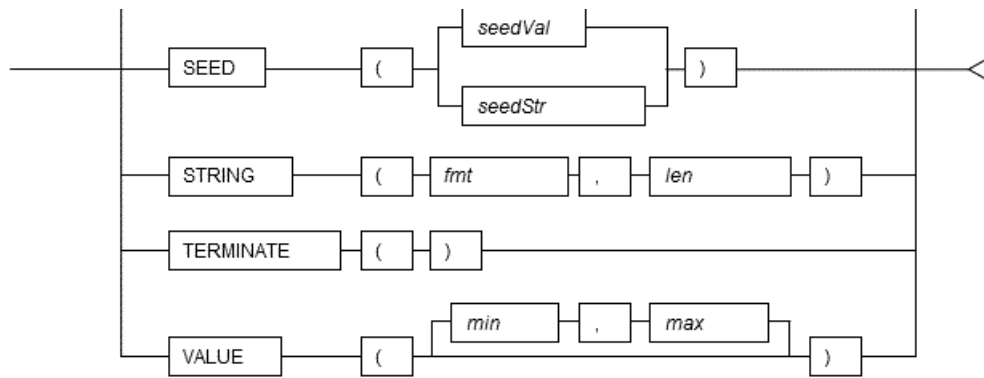 seedVal
SEED ( )
seedStr
STRING ( fmt , len )
TERMINATE ( )
min , max
VALUE ( )